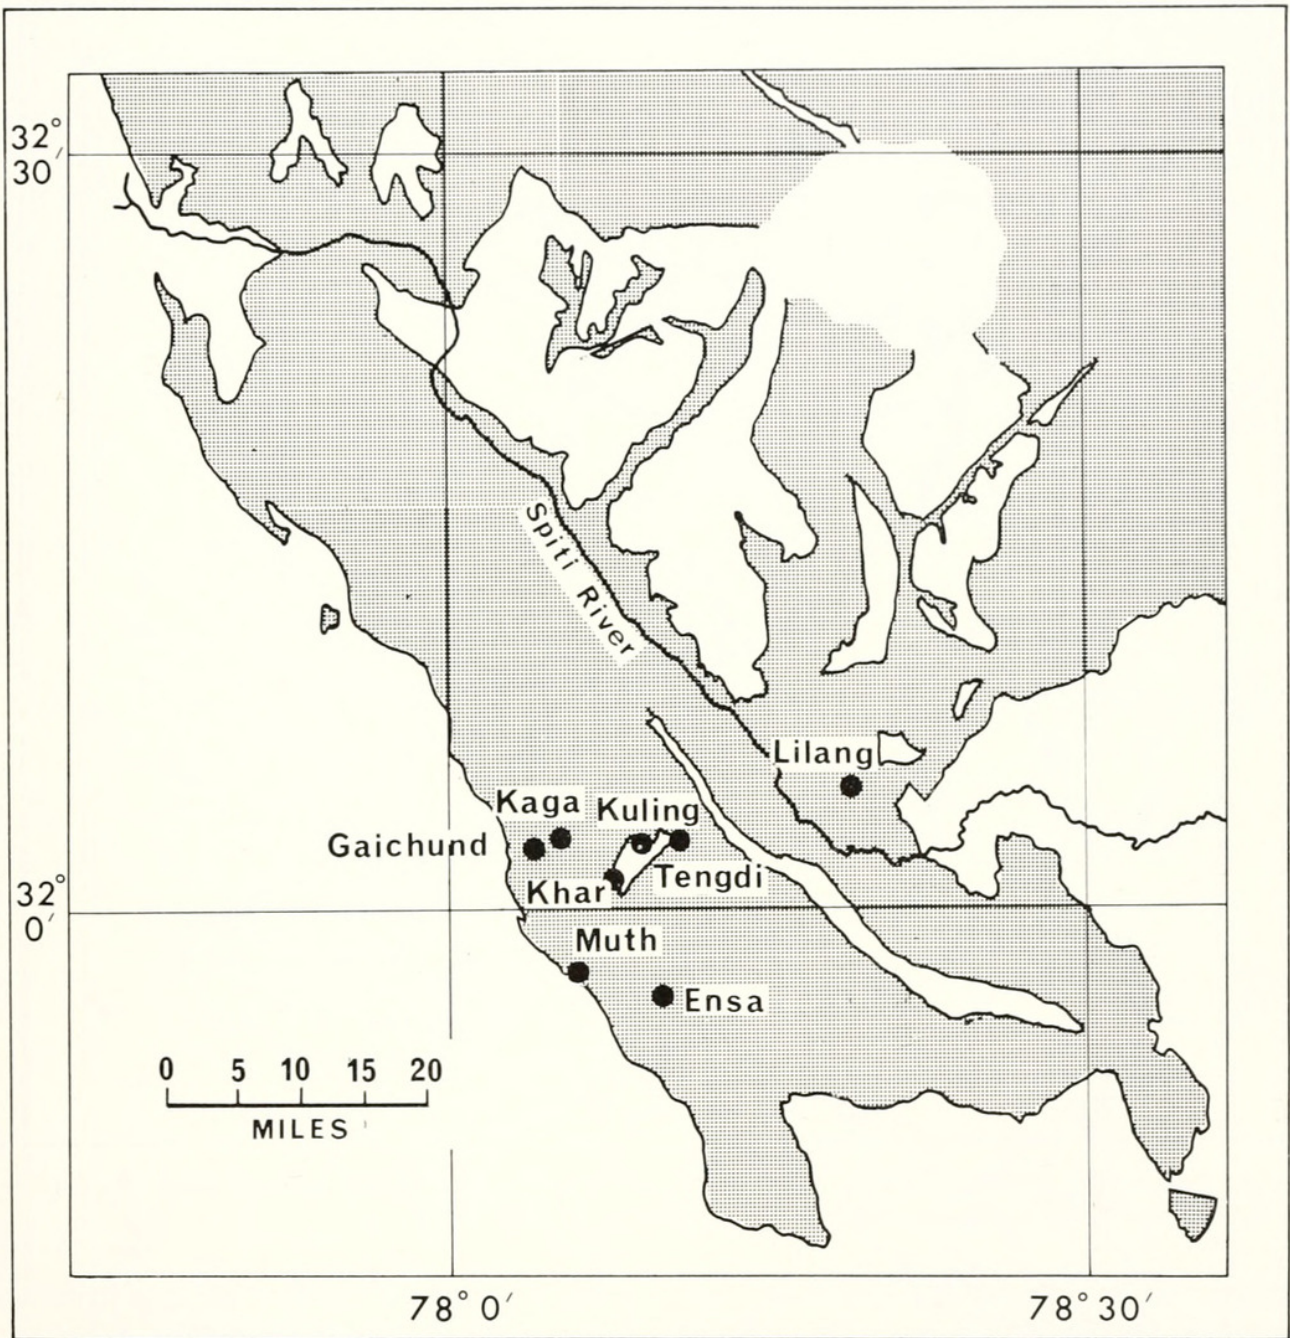 32°
30′
Spiti River
Lilang
Kaga
Kuling
Gaichund
Khar
Tengdi
32°
0′
Muth
Ensa
0 5 10 15 20
MILES
78° 0′
78° 30′